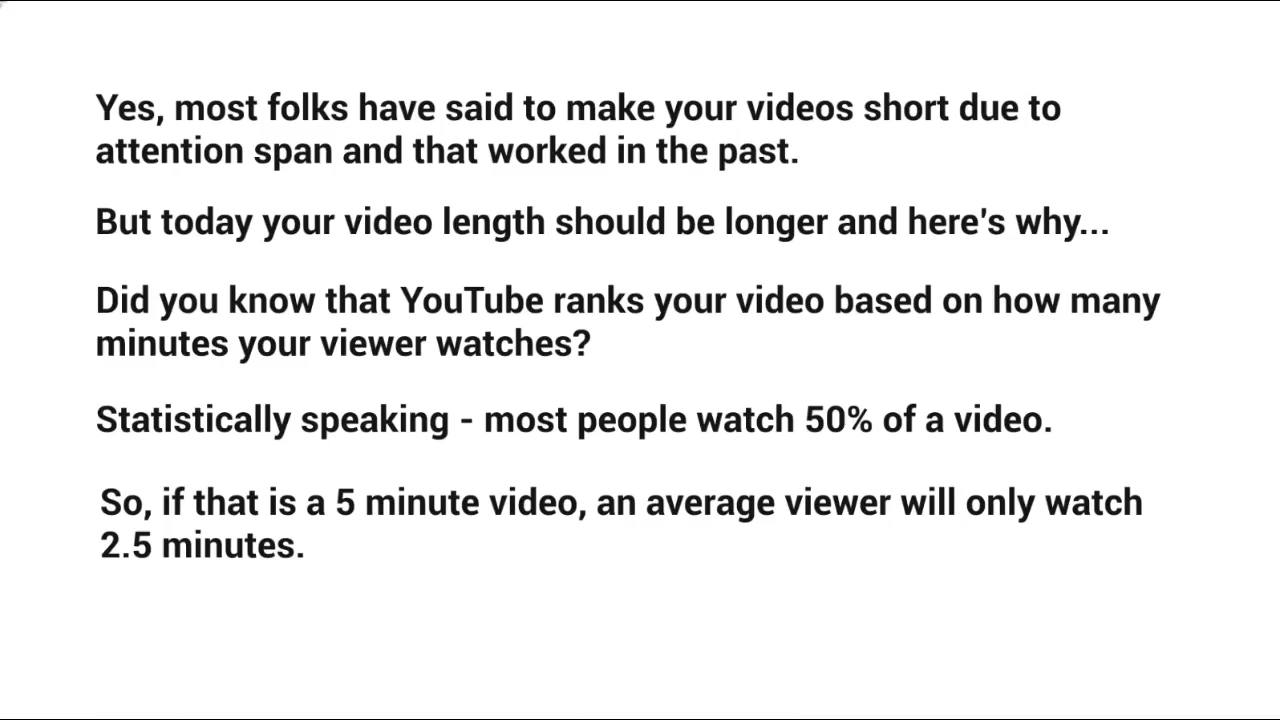 Yes, most folks have said to make your videos short due to
attention span and that worked in the past.
But today your video length should be longer and here's why...
Did you know that YouTube ranks your video based on how many
minutes your viewer watches?
Statistically speaking - most people watch 50% of a video.
So, if that is a 5 minute video, an average viewer will only watch
2.5 minutes.